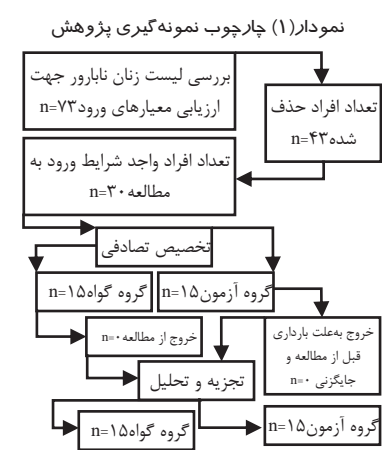 نمودار(۱) چارچوب نمونه‌گیری پژوهش
بررسی لیست زنان نابارور جهت
ارزیابی معیارهای ورود n=۷۳
تعداد افراد حذف
شده n=۴۳
تعداد افراد واجد شرایط ورود به
مطالعه n=۳۰
تخصیص تصادفی
گروه آزمون n=۱۵
گروه گواه n=۱۵
خروج به‌علت بارداری
قبل از مطالعه و
جایگزنی n=۰
خروج از مطالعه n=۰
تجزیه و تحلیل
گروه آزمون n=۱۵
گروه گواه n=۱۵